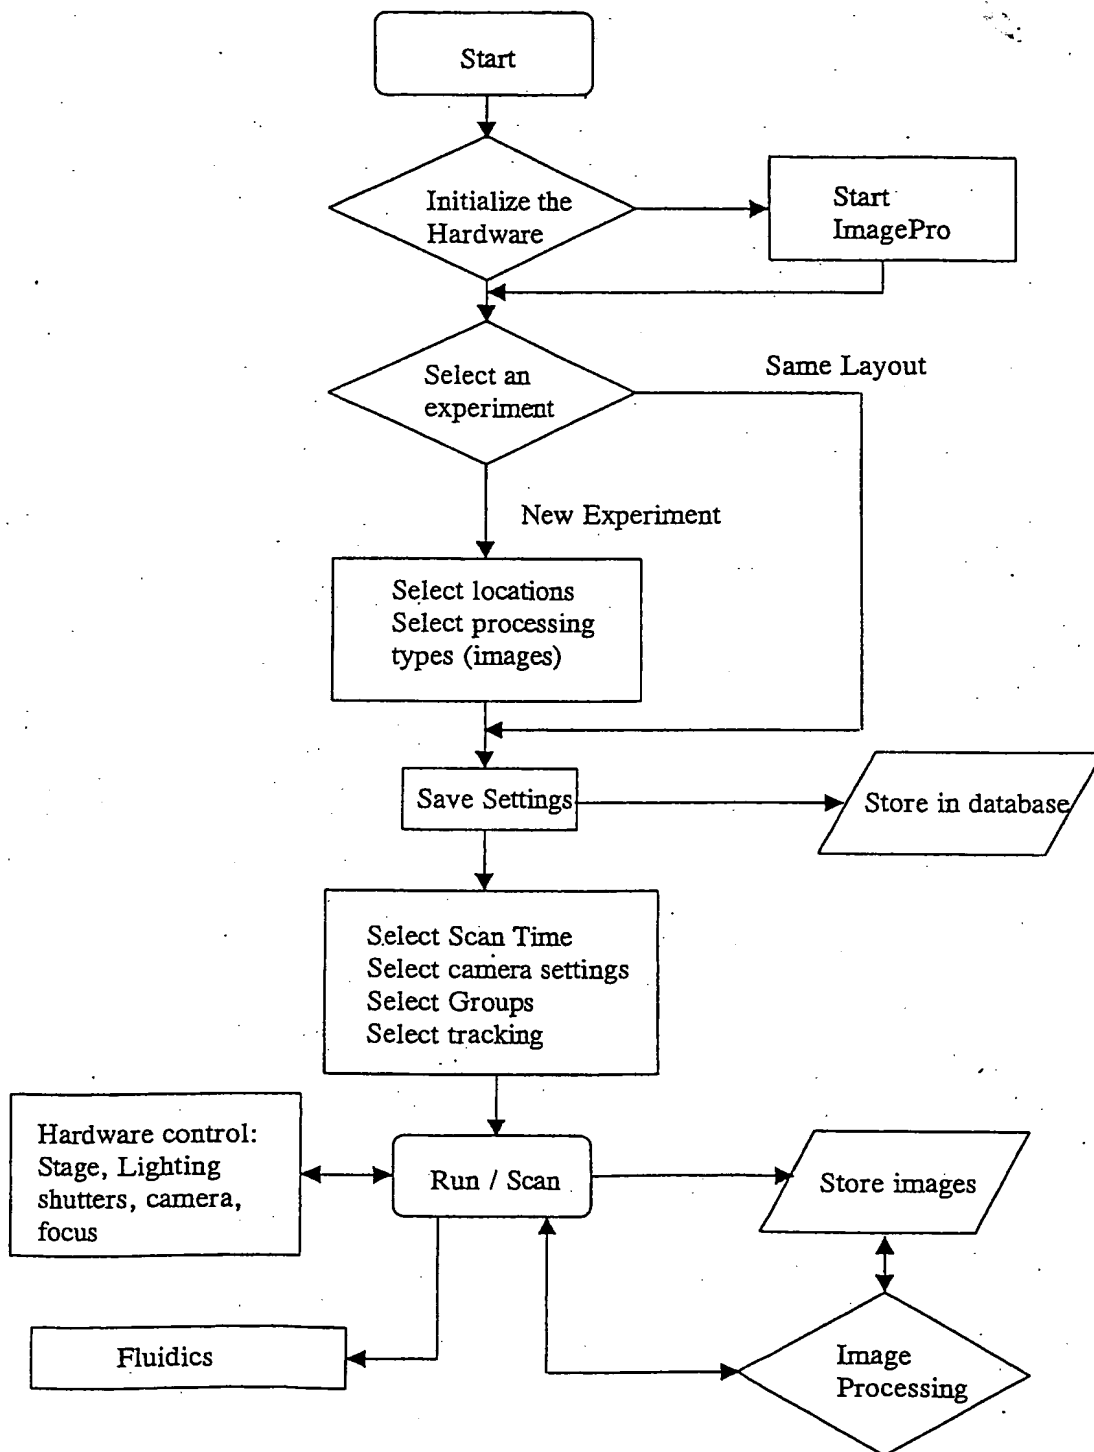 Start
Initialize the
Hardware
Start
ImagePro
Select an
experiment
Same Layout
New Experiment
Select locations
Select processing
types (images)
Save Settings
Store in database
Select Scan Time
Select camera settings
Select Groups
Select tracking
Hardware control:
Stage, Lighting
shutters, camera,
focus
Run / Scan
Store images
Fluidics
Image
Processing